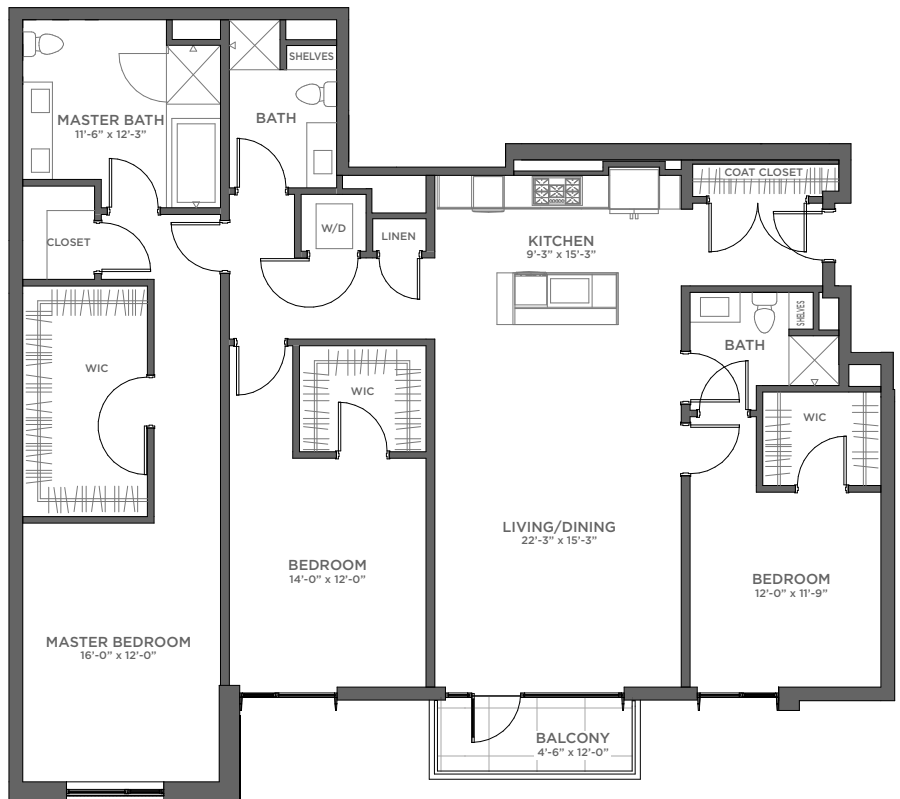 SHELVES
MASTER BATH
11'-6" x 12'-3"
BATH
COAT CLOSET
W/D
LINEN
CLOSET
KITCHEN
9'-3" x 15'-3"
SHELVES
BATH
WIC
WIC
WIC
LIVING/DINING
22'-3" x 15'-3"
BEDROOM
14'-0" x 12'-0"
BEDROOM
12'-0" x 11'-9"
MASTER BEDROOM
16'-0" x 12'-0"
BALCONY
4'-6" x 12'-0"